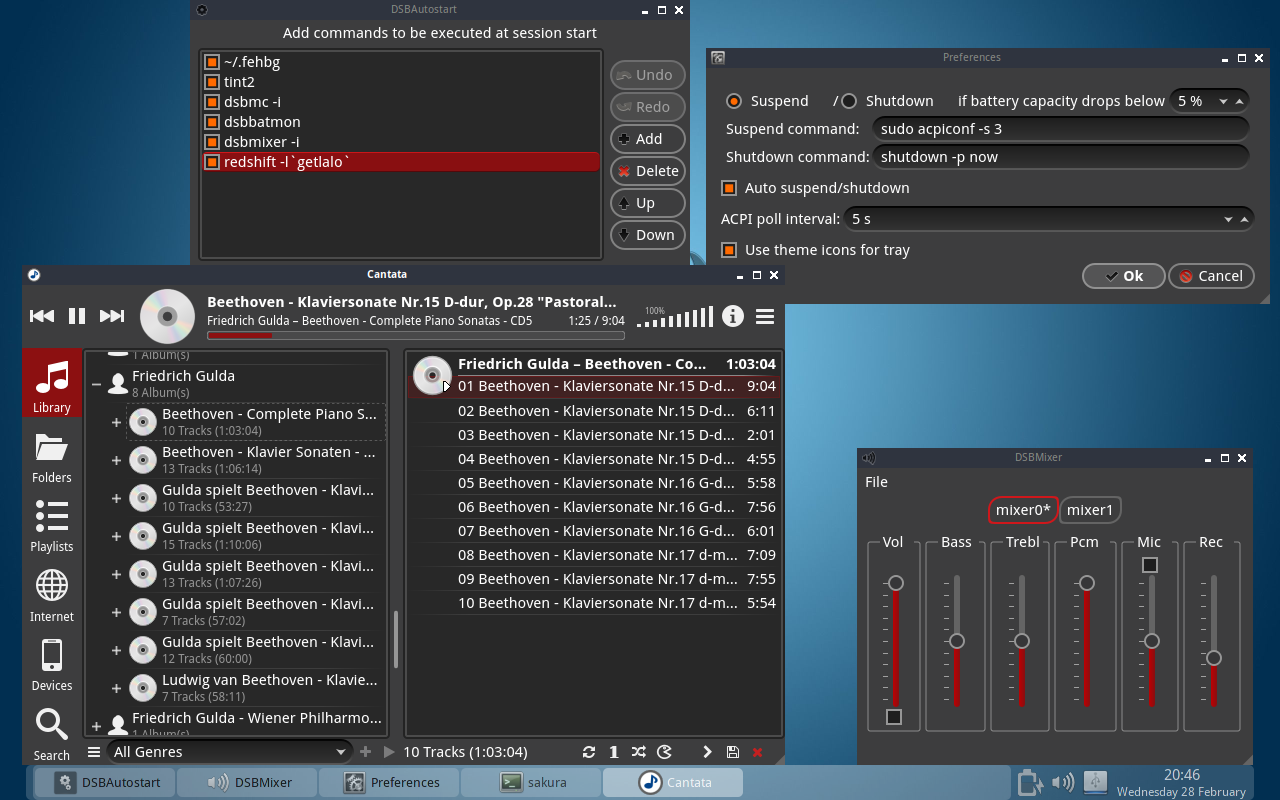 DSBAutostart
Add commands to be executed at session start
~/.fehbg
tint2
dsbmc -i
dsbbatmon
dsbmixer -i
redshift -l`getlalo`
Undo
Redo
Add
Delete
Up
Down
Preferences
Suspend / Shutdown if battery capacity drops below 5 %
Suspend command: sudo acpiconf -s 3
Shutdown command: shutdown -p now
Auto suspend/shutdown
ACPI poll interval: 5 s
Use theme icons for tray
Ok Cancel
Cantata
Beethoven - Klaviersonate Nr.15 D-dur, Op.28 "Pastoral...
Friedrich Gulda – Beethoven - Complete Piano Sonatas - CD5 1:25 / 9:04
100%
Library
Folders
Playlists
Internet
Devices
Search
1 Album(s)
Friedrich Gulda
8 Album(s)
Beethoven - Complete Piano S...
10 Tracks (1:03:04)
Beethoven - Klavier Sonaten - ...
13 Tracks (1:06:14)
Gulda spielt Beethoven - Klavi...
10 Tracks (53:27)
Gulda spielt Beethoven - Klavi...
15 Tracks (1:10:06)
Gulda spielt Beethoven - Klavi...
13 Tracks (1:07:26)
Gulda spielt Beethoven - Klavi...
7 Tracks (57:02)
Gulda spielt Beethoven - Klavi...
12 Tracks (60:00)
Ludwig van Beethoven - Klavie...
7 Tracks (58:11)
Friedrich Gulda - Wiener Philharmo...
1 Album(s)
All Genres
Friedrich Gulda – Beethoven - Co... 1:03:04
01 Beethoven - Klaviersonate Nr.15 D-d... 9:04
02 Beethoven - Klaviersonate Nr.15 D-d... 6:11
03 Beethoven - Klaviersonate Nr.15 D-d... 2:01
04 Beethoven - Klaviersonate Nr.15 D-d... 4:55
05 Beethoven - Klaviersonate Nr.16 G-d... 5:58
06 Beethoven - Klaviersonate Nr.16 G-d... 7:56
07 Beethoven - Klaviersonate Nr.16 G-d... 6:01
08 Beethoven - Klaviersonate Nr.17 d-m... 7:09
09 Beethoven - Klaviersonate Nr.17 d-m... 7:55
10 Beethoven - Klaviersonate Nr.17 d-m... 5:54
10 Tracks (1:03:04) 1
DSBMixer
File
mixer0* mixer1
Vol Bass Trebl Pcm Mic Rec
DSBAutostart DSBMixer Preferences sakura Cantata
20:46
Wednesday 28 February